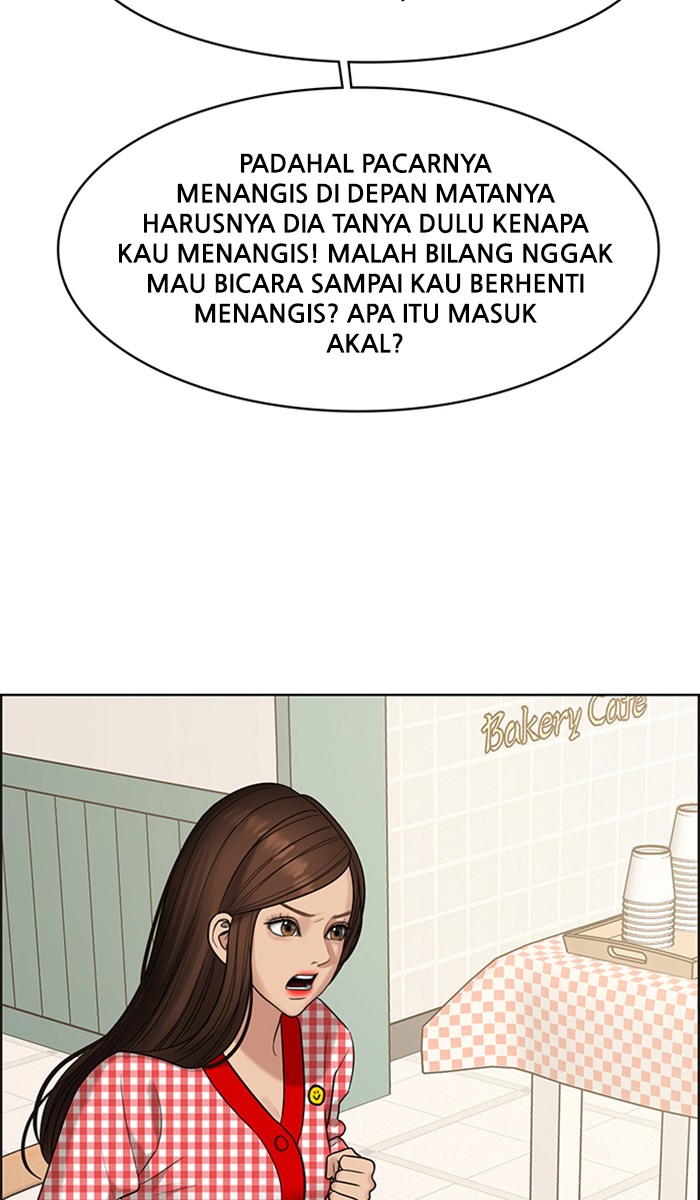 PADAHAL PACARNYA
MENANGIS DI DEPAN MATANYA
HARUSNYA DIA TANYA DULU KENAPA
KAU MENANGIS! MALAH BILANG NGGAK
MAU BICARA SAMPAI KAU BERHENTI
MENANGIS? APA ITU MASUK
AKAL?
Bakery Cafe